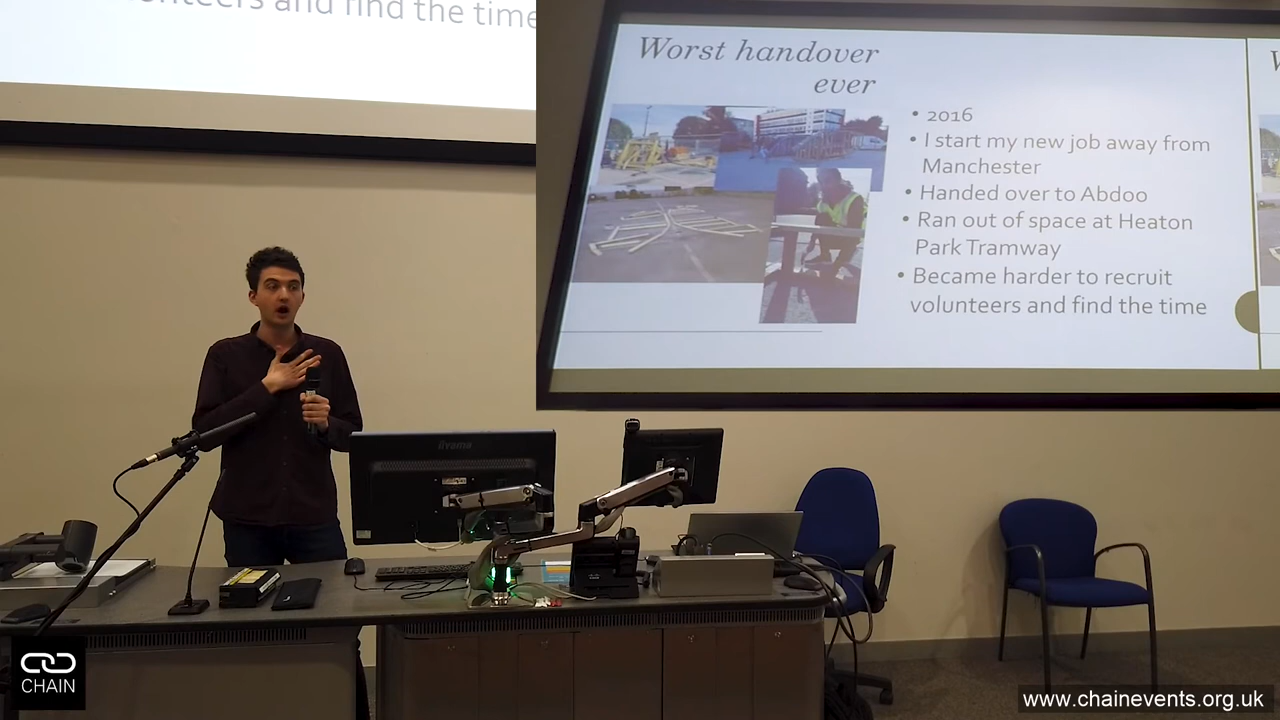 volunteers and find the time
Worst handover
ever
• 2016
• I start my new job away from
Manchester
• Handed over to Abdoo
• Ran out of space at Heaton
Park Tramway
• Became harder to recruit
volunteers and find the time
iiyama
CHAIN
www.chainevents.org.uk